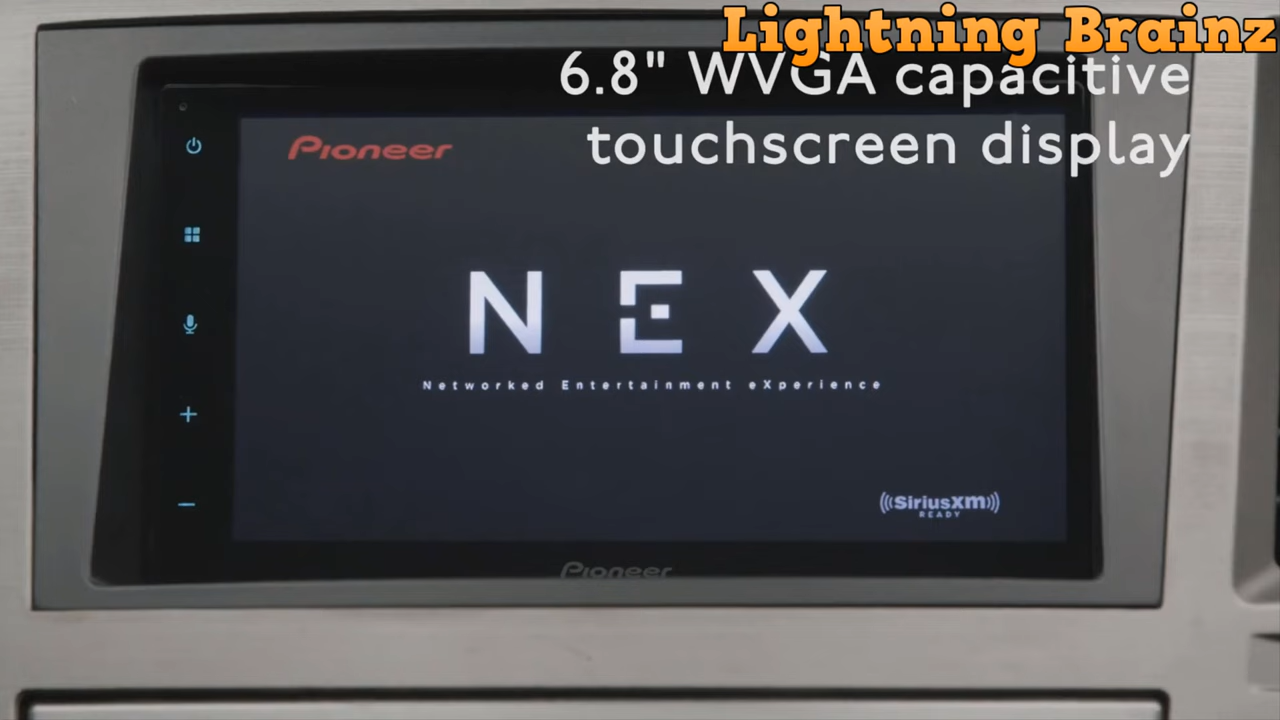 Lightning Brainz
6.8" WVGA capacitive
touchscreen display
Pioneer
NEX
Networked Entertainment eXperience
((SiriusXM))
READY
Pioneer